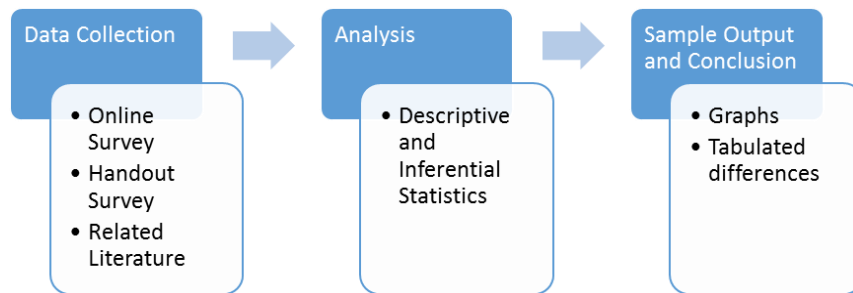 Data Collection
• Online
Survey
• Handout
Survey
• Related
Literature
Analysis
• Descriptive
and
Inferential
Statistics
Sample Output
and Conclusion
• Graphs
• Tabulated
differences